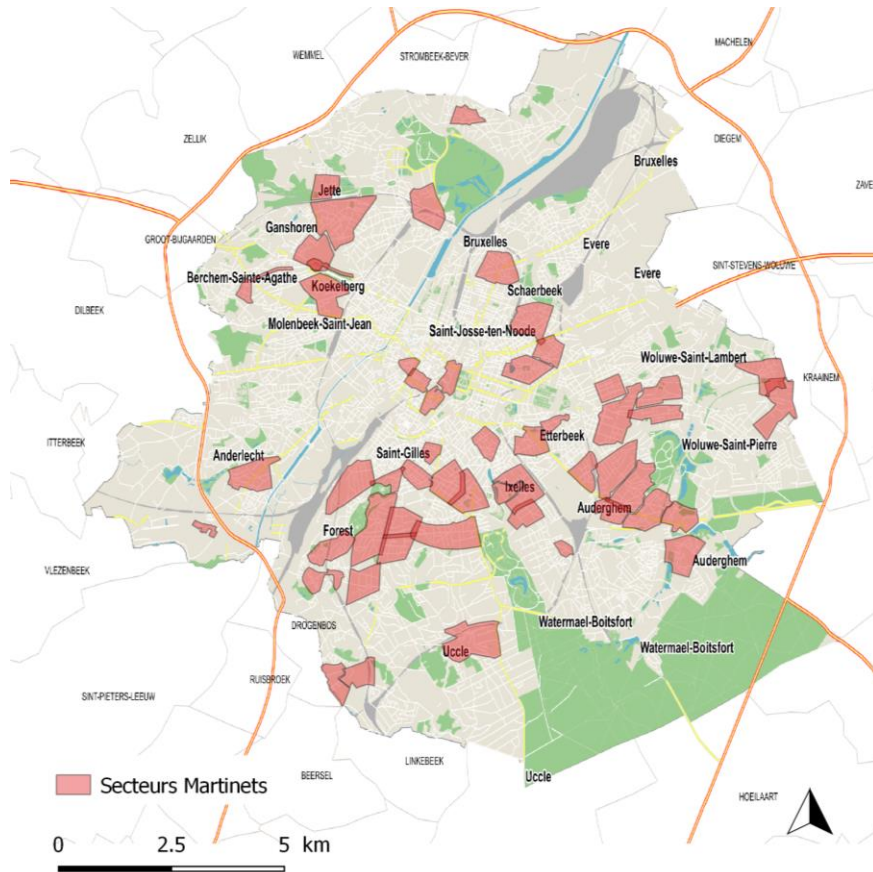 WEMMEL
STROMBEEK-BEVER
MACHELEN
ZELLIK
DIEGEM
Bruxelles
ZAVE
Jette
Ganshoren
GROOT-BIJGAARDEN
Bruxelles
Evere
Evere
SINT-STEVENS-WOLUWE
Berchem-Sainte-Agathe
Koekelberg
Schaerbeek
DILBEEK
Molenbeek-Saint-Jean
Saint-Josse-ten-Noode
Woluwe-Saint-Lambert
KRAAINEM
ITTERBEEK
Anderlecht
Saint-Gilles
Etterbeek
Woluwe-Saint-Pierre
Ixelles
Auderghem
Forest
VLEZENBEEK
Auderghem
DROGENBOS
Watermael-Boitsfort
Uccle
Watermael-Boitsfort
RUISBROEK
SINT-PIETERS-LEEUW
LINKEBEEK
BEERSEL
Uccle
HOEILAART
Secteurs Martinets
0 2.5 5 km